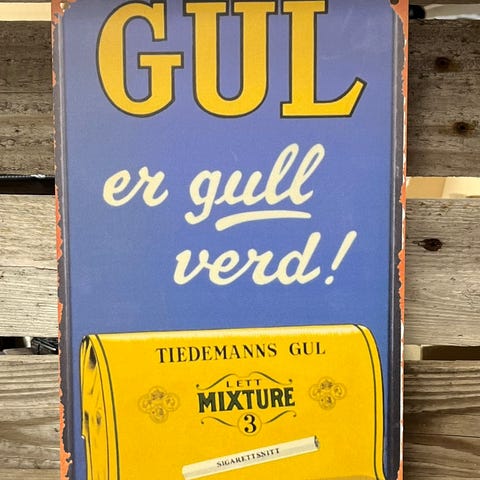 GUL
er gull
verd!
TIEDEMANNS GUL
LETT
MIXTURE
3
SIGARETTSNITT